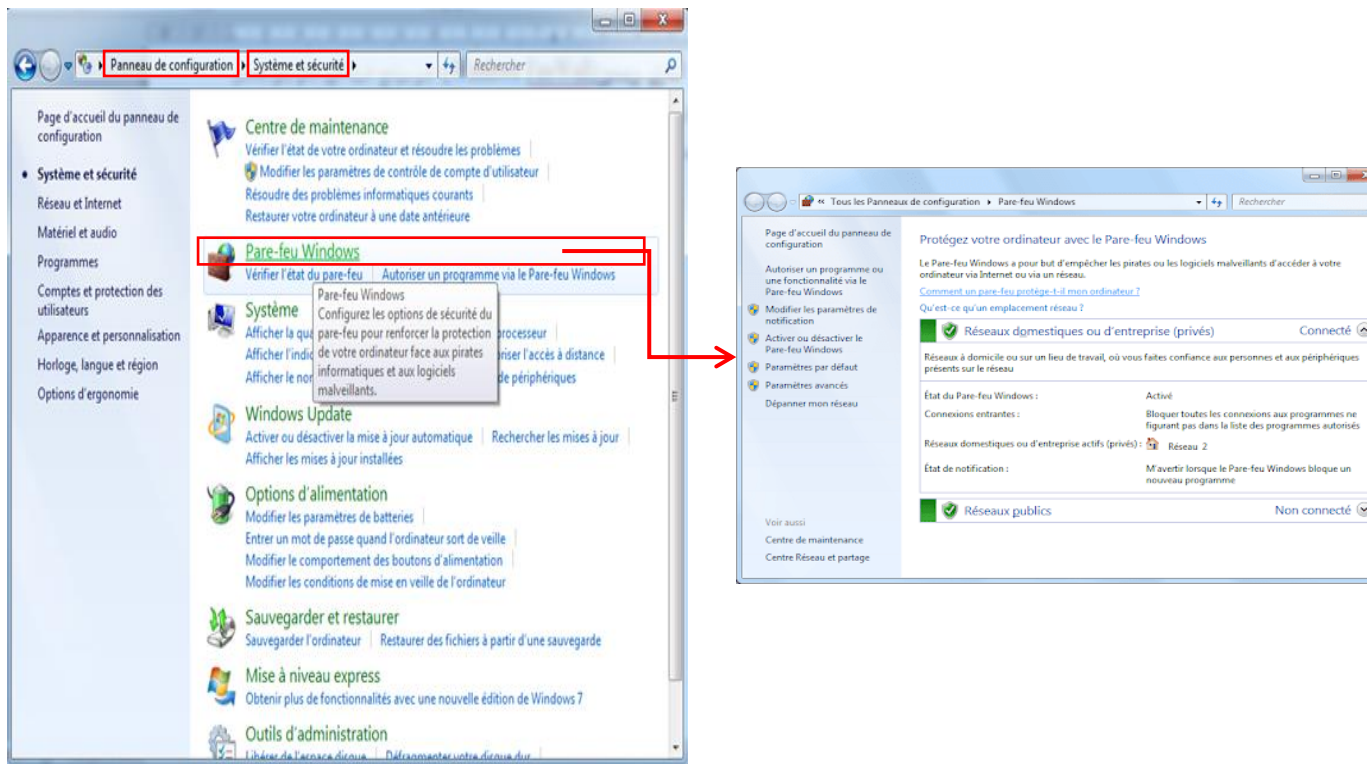 Panneau de configuration Système et sécurité Rechercher
Page d'accueil du panneau de
configuration
Système et sécurité
Réseau et Internet
Matériel et audio
Programmes
Comptes et protection des
utilisateurs
Apparence et personnalisation
Horloge, langue et région
Options d'ergonomie
Centre de maintenance
Vérifier l'état de votre ordinateur et résoudre les problèmes
Modifier les paramètres de contrôle de compte d'utilisateur
Résoudre des problèmes informatiques courants
Restaurer votre ordinateur à une date antérieure
Pare-feu Windows
Vérifier l'état du pare-feu Autoriser un programme via le Pare-feu Windows
Pare-feu Windows
Configurez les options de sécurité du
pare-feu pour renforcer la protection
de votre ordinateur face aux pirates
informatiques et aux logiciels
malveillants.
Système
Afficher la processeur
Afficher l'accès à distance
Afficher le de périphériques
Windows Update
Activer ou désactiver la mise à jour automatique Rechercher les mises à jour
Afficher les mises à jour installées
Options d'alimentation
Modifier les paramètres de batteries
Entrer un mot de passe quand l'ordinateur sort de veille
Modifier le comportement des boutons d'alimentation
Modifier les conditions de mise en veille de l'ordinateur
Sauvegarder et restaurer
Sauvegarder l'ordinateur Restaurer des fichiers à partir d'une sauvegarde
Mise à niveau express
Obtenir plus de fonctionnalités avec une nouvelle édition de Windows 7
Outils d'administration
Libérer de l'espace disque Défragmenter votre disque dur
« Tous les Panneaux de configuration Pare-feu Windows Rechercher
Page d'accueil du panneau de
configuration
Autoriser un programme ou
une fonctionnalité via le
Pare-feu Windows
Modifier les paramètres de
notification
Activer ou désactiver le
Pare-feu Windows
Paramètres par défaut
Paramètres avancés
Dépanner mon réseau
Voir aussi
Centre de maintenance
Centre Réseau et partage
Protégez votre ordinateur avec le Pare-feu Windows
Le Pare-feu Windows a pour but d'empêcher les pirates ou les logiciels malveillants d'accéder à votre
ordinateur via Internet ou via un réseau.
Comment un pare-feu protège-t-il mon ordinateur ?
Qu'est-ce qu'un emplacement réseau ?
Réseaux domestiques ou d'entreprise (privés) Connecté
Réseaux à domicile ou sur un lieu de travail, où vous faites confiance aux personnes et aux périphériques
présents sur le réseau
État du Pare-feu Windows : Activé
Connexions entrantes : Bloquer toutes les connexions aux programmes ne
figurant pas dans la liste des programmes autorisés
Réseaux domestiques ou d'entreprise actifs (privés) : Réseau 2
État de notification : M'avertir lorsque le Pare-feu Windows bloque un
nouveau programme
Réseaux publics Non connecté